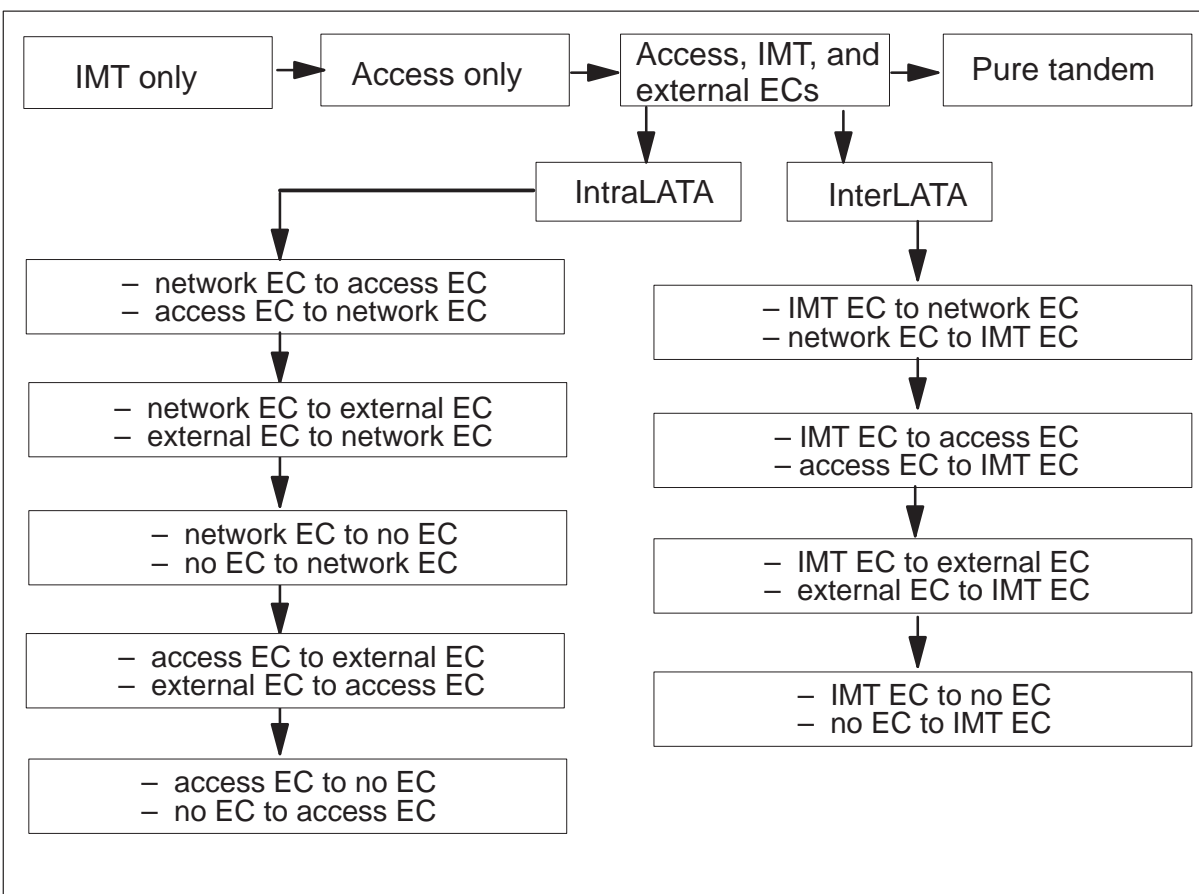 IMT only
Access only
Access, IMT, and
external ECs
Pure tandem
IntraLATA
InterLATA
– network EC to access EC
– access EC to network EC
– network EC to external EC
– external EC to network EC
– network EC to no EC
– no EC to network EC
– access EC to external EC
– external EC to access EC
– access EC to no EC
– no EC to access EC
– IMT EC to network EC
– network EC to IMT EC
– IMT EC to access EC
– access EC to IMT EC
– IMT EC to external EC
– external EC to IMT EC
– IMT EC to no EC
– no EC to IMT EC